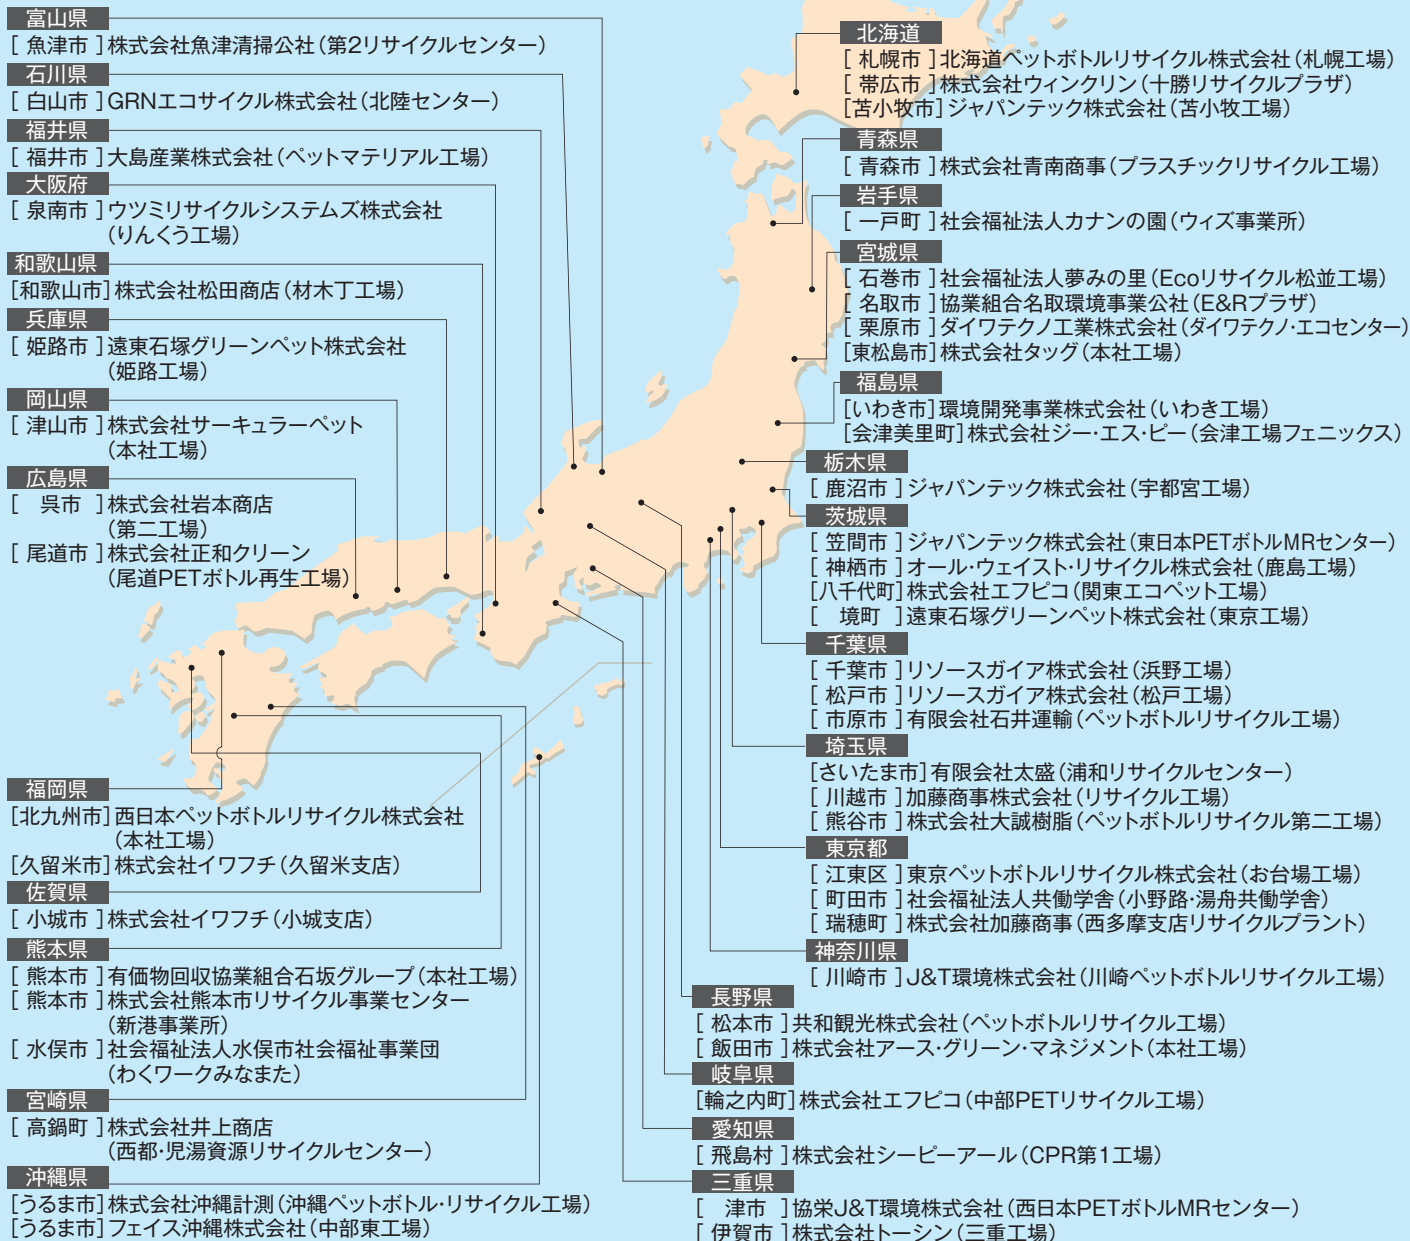 富山県
[ 魚津市 ]株式会社魚津清掃公社(第2リサイクルセンター)
石川県
[ 白山市 ]GRNエコサイクル株式会社(北陸センター)
福井県
[ 福井市 ]大島産業株式会社(ペットマテリアル工場)
大阪府
[ 泉南市 ]ウツミリサイクルシステムズ株式会社
(りんくう工場)
和歌山県
[和歌山市]株式会社松田商店(材木丁工場)
兵庫県
[ 姫路市 ]遠東石塚グリーンペット株式会社
(姫路工場)
岡山県
[ 津山市 ]株式会社サーキュラーペット
(本社工場)
広島県
[ 呉市 ]株式会社岩本商店
(第二工場)
[ 尾道市 ]株式会社正和クリーン
(尾道PETボトル再生工場)
福岡県
[北九州市]西日本ペットボトルリサイクル株式会社
(本社工場)
[久留米市]株式会社イワフチ(久留米支店)
佐賀県
[ 小城市 ]株式会社イワフチ(小城支店)
熊本県
[ 熊本市 ]有価物回収協業組合石坂グループ(本社工場)
[ 熊本市 ]株式会社熊本市リサイクル事業センター
(新港事業所)
[ 水俣市 ]社会福祉法人水俣市社会福祉事業団
(わくワークみなまた)
宮崎県
[ 高鍋町 ]株式会社井上商店
(西都・児湯資源リサイクルセンター)
沖縄県
[うるま市]株式会社沖縄計測(沖縄ペットボトル・リサイクル工場)
[うるま市]フェイス沖縄株式会社(中部東工場)
北海道
[ 札幌市 ]北海道ペットボトルリサイクル株式会社(札幌工場)
[ 帯広市 ]株式会社ウィンクリン(十勝リサイクルプラザ)
[苫小牧市]ジャパンテック株式会社(苫小牧工場)
青森県
[ 青森市 ]株式会社青南商事(プラスチックリサイクル工場)
岩手県
[ 一戸町 ]社会福祉法人カナンの園(ウィズ事業所)
宮城県
[ 石巻市 ]社会福祉法人夢みの里(Ecoリサイクル松並工場)
[ 名取市 ]協業組合名取環境事業公社(E&Rプラザ)
[ 栗原市 ]ダイワテクノ工業株式会社(ダイワテクノ・エコセンター)
[東松島市]株式会社タッグ(本社工場)
福島県
[いわき市]環境開発事業株式会社(いわき工場)
[会津美里町]株式会社ジー・エス・ピー(会津工場フェニックス)
栃木県
[ 鹿沼市 ]ジャパンテック株式会社(宇都宮工場)
茨城県
[ 笠間市 ]ジャパンテック株式会社(東日本PETボトルMRセンター)
[ 神栖市 ]オール・ウェイスト・リサイクル株式会社(鹿島工場)
[八千代町]株式会社エフピコ(関東エコペット工場)
[ 境町 ]遠東石塚グリーンペット株式会社(東京工場)
千葉県
[ 千葉市 ]リソースガイア株式会社(浜野工場)
[ 松戸市 ]リソースガイア株式会社(松戸工場)
[ 市原市 ]有限会社石井運輸(ペットボトルリサイクル工場)
埼玉県
[さいたま市]有限会社太盛(浦和リサイクルセンター)
[ 川越市 ]加藤商事株式会社(リサイクル工場)
[ 熊谷市 ]株式会社大誠樹脂(ペットボトルリサイクル第二工場)
東京都
[ 江東区 ]東京ペットボトルリサイクル株式会社(お台場工場)
[ 町田市 ]社会福祉法人共働学舎(小野路・湯舟共働学舎)
[ 瑞穂町 ]株式会社加藤商事(西多摩支店リサイクルプラント)
神奈川県
[ 川崎市 ]J&T環境株式会社(川崎ペットボトルリサイクル工場)
長野県
[ 松本市 ]共和観光株式会社(ペットボトルリサイクル工場)
[ 飯田市 ]株式会社アース・グリーン・マネジメント(本社工場)
岐阜県
[輪之内町]株式会社エフピコ(中部PETリサイクル工場)
愛知県
[ 飛島村 ]株式会社シーピーアール(CPR第1工場)
三重県
[ 津市 ]協栄J&T環境株式会社(西日本PETボトルMRセンター)
[ 伊賀市 ]株式会社トーシン(三重工場)